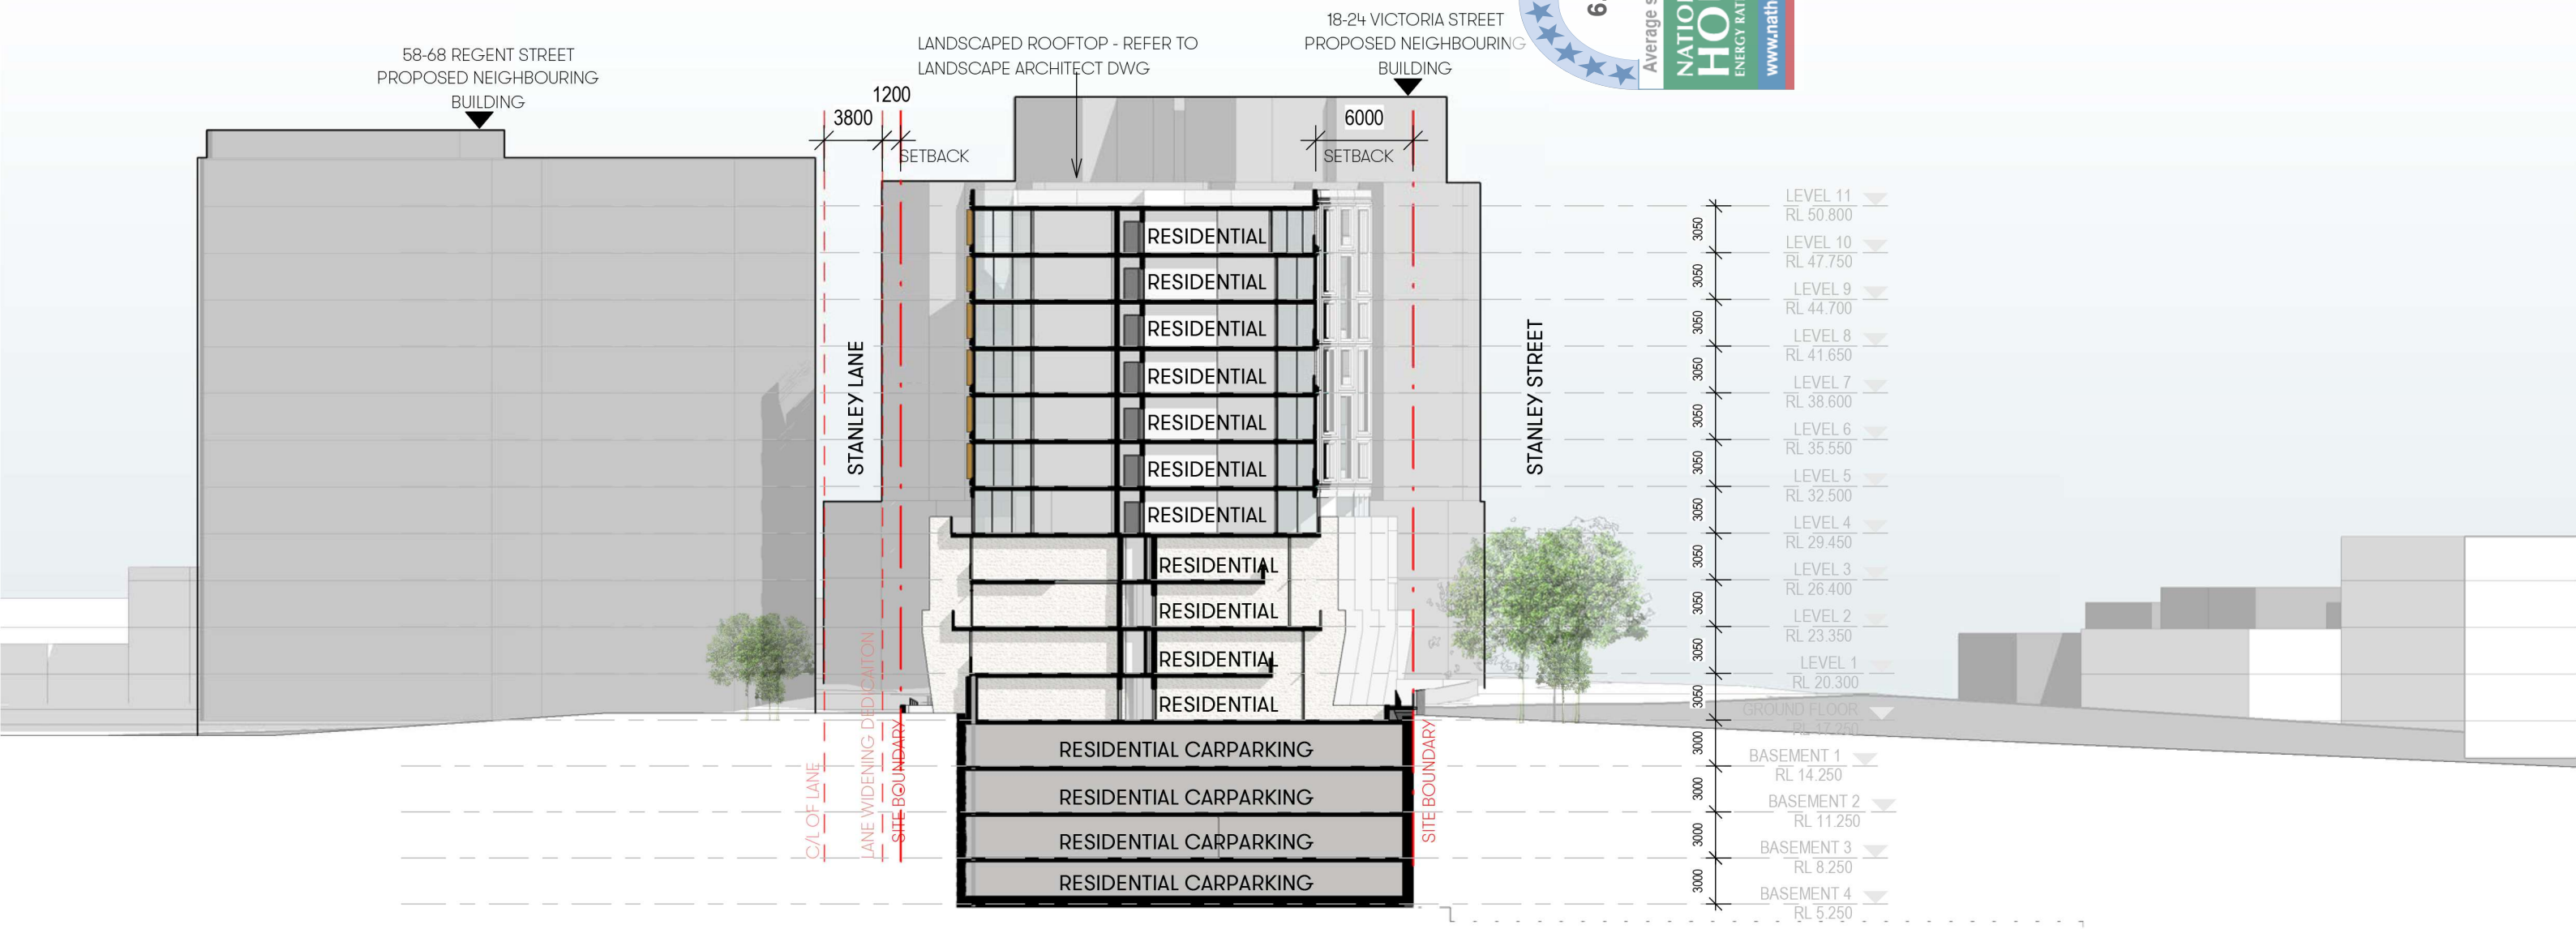 58-68 REGENT STREET
PROPOSED NEIGHBOURING
BUILDING
LANDSCAPED ROOFTOP - REFER TO
LANDSCAPE ARCHITECT DWG
18-24 VICTORIA STREET
PROPOSED NEIGHBOURING
BUILDING
Average
ENERGY
1200
3800
SETBACK
6000
SETBACK
STANLEY LANE
STANLEY STREET
RESIDENTIAL
RESIDENTIAL
RESIDENTIAL
RESIDENTIAL
RESIDENTIAL
RESIDENTIAL
RESIDENTIAL
RESIDENTIAL
RESIDENTIAL
RESIDENTIAL
RESIDENTIAL
RESIDENTIAL CARPARKING
RESIDENTIAL CARPARKING
RESIDENTIAL CARPARKING
RESIDENTIAL CARPARKING
C/L OF LANE
LANE WIDENING DEDICAITON
SITE BOUNDARY
SITE BOUNDARY
3050
3050
3050
3050
3050
3050
3050
3050
3050
3050
3050
3000
3000
3000
3000
LEVEL 11
RL 50.800
LEVEL 10
RL 47.750
LEVEL 9
RL 44.700
LEVEL 8
RL 41.650
LEVEL 7
RL 38.600
LEVEL 6
RL 35.550
LEVEL 5
RL 32.500
LEVEL 4
RL 29.450
LEVEL 3
RL 26.400
LEVEL 2
RL 23.350
LEVEL 1
RL 20.300
GROUND FLOOR
RL 17.250
BASEMENT 1
RL 14.250
BASEMENT 2
RL 11.250
BASEMENT 3
RL 8.250
BASEMENT 4
RL 5.250